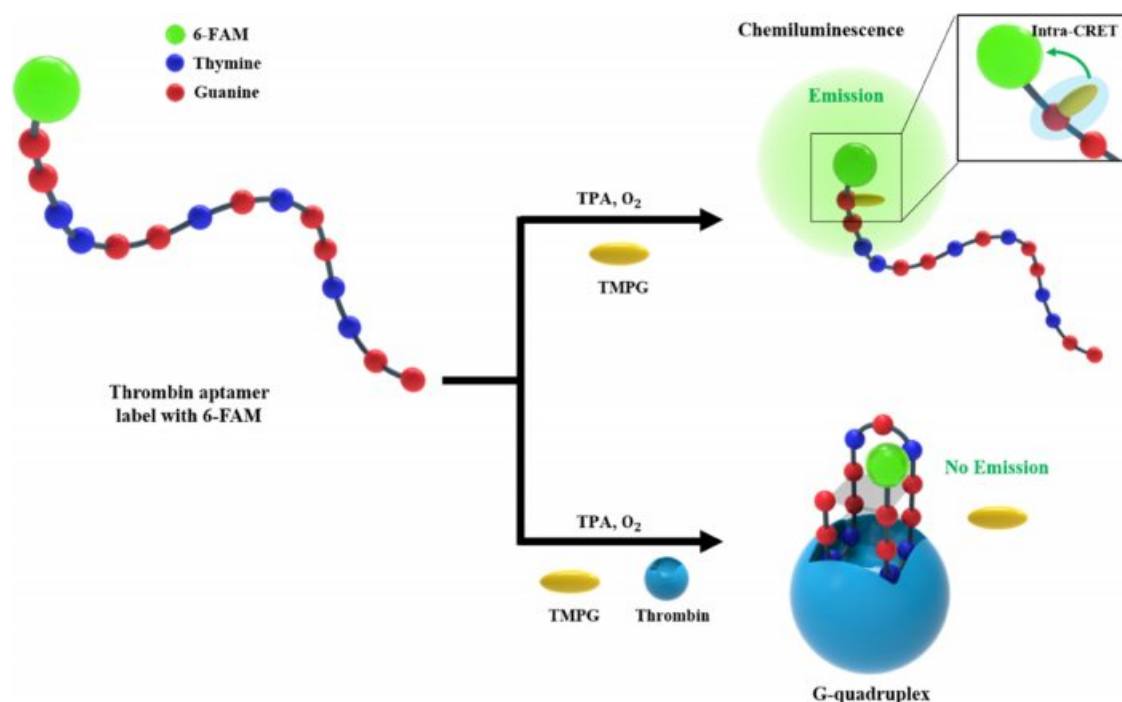 6-FAM
Thymine
Guanine
Thrombin aptamer
label with 6-FAM
TPA, O₂
TMPG
Chemiluminescence
Emission
Intra-CRET
TPA, O₂
TMPG
Thrombin
No Emission
G-quadruplex